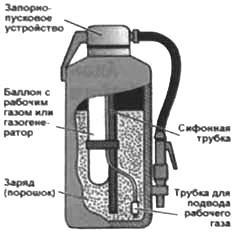 Запорно-
пусковое
устройство
Баллон с
рабочим
газом или
газогене-
ратор
Сифонная
трубка
Заряд
(порошок)
Трубка для
подвода
рабочего
газа